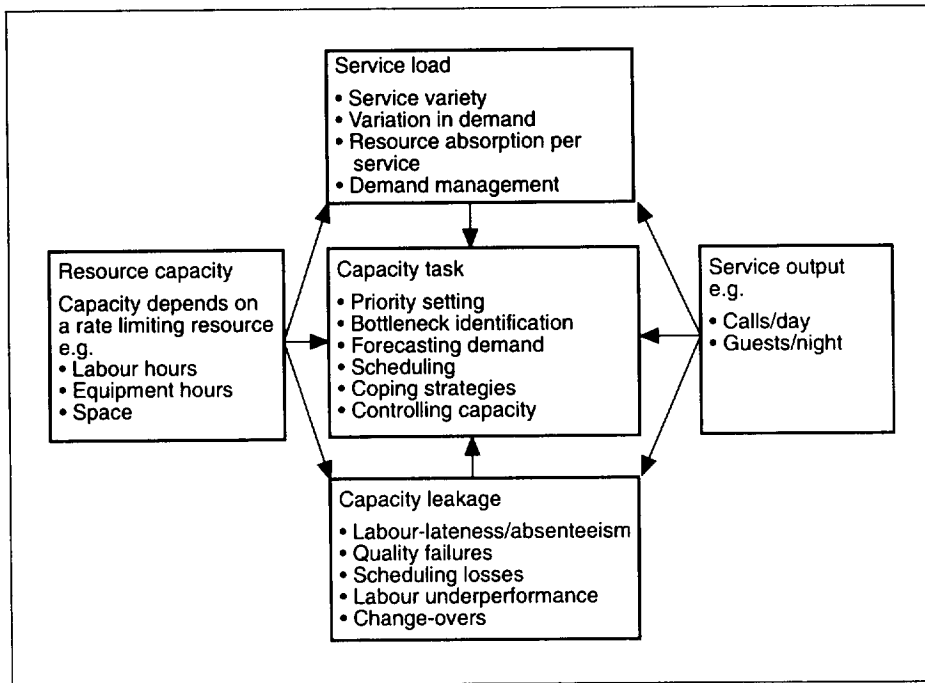 Service load
• Service variety
• Variation in demand
• Resource absorption per
service
• Demand management
Resource capacity
Capacity depends on
a rate limiting resource
e.g.
• Labour hours
• Equipment hours
• Space
Capacity task
• Priority setting
• Bottleneck identification
• Forecasting demand
• Scheduling
• Coping strategies
• Controlling capacity
Service output
e.g.
• Calls/day
• Guests/night
Capacity leakage
• Labour-lateness/absenteeism
• Quality failures
• Scheduling losses
• Labour underperformance
• Change-overs